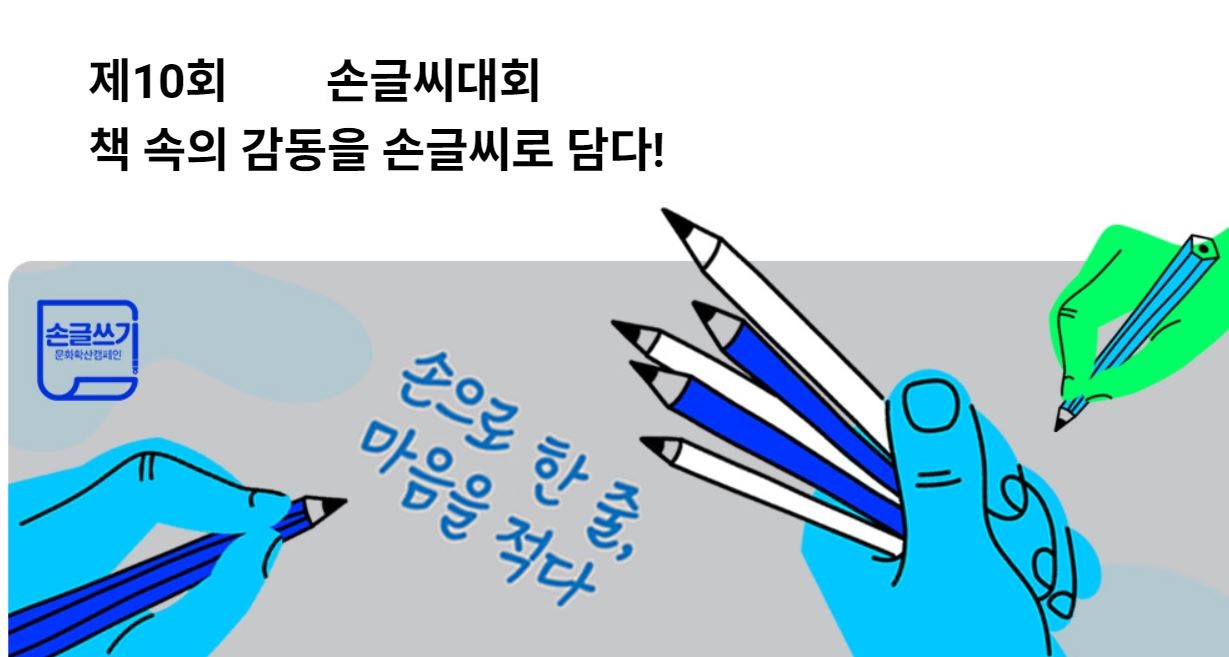 제10회 손글씨대회
책 속의 감동을 손글씨로 담다!
손글쓰기
문화확산캠페인
손으로 한 줄,
마음을 적다